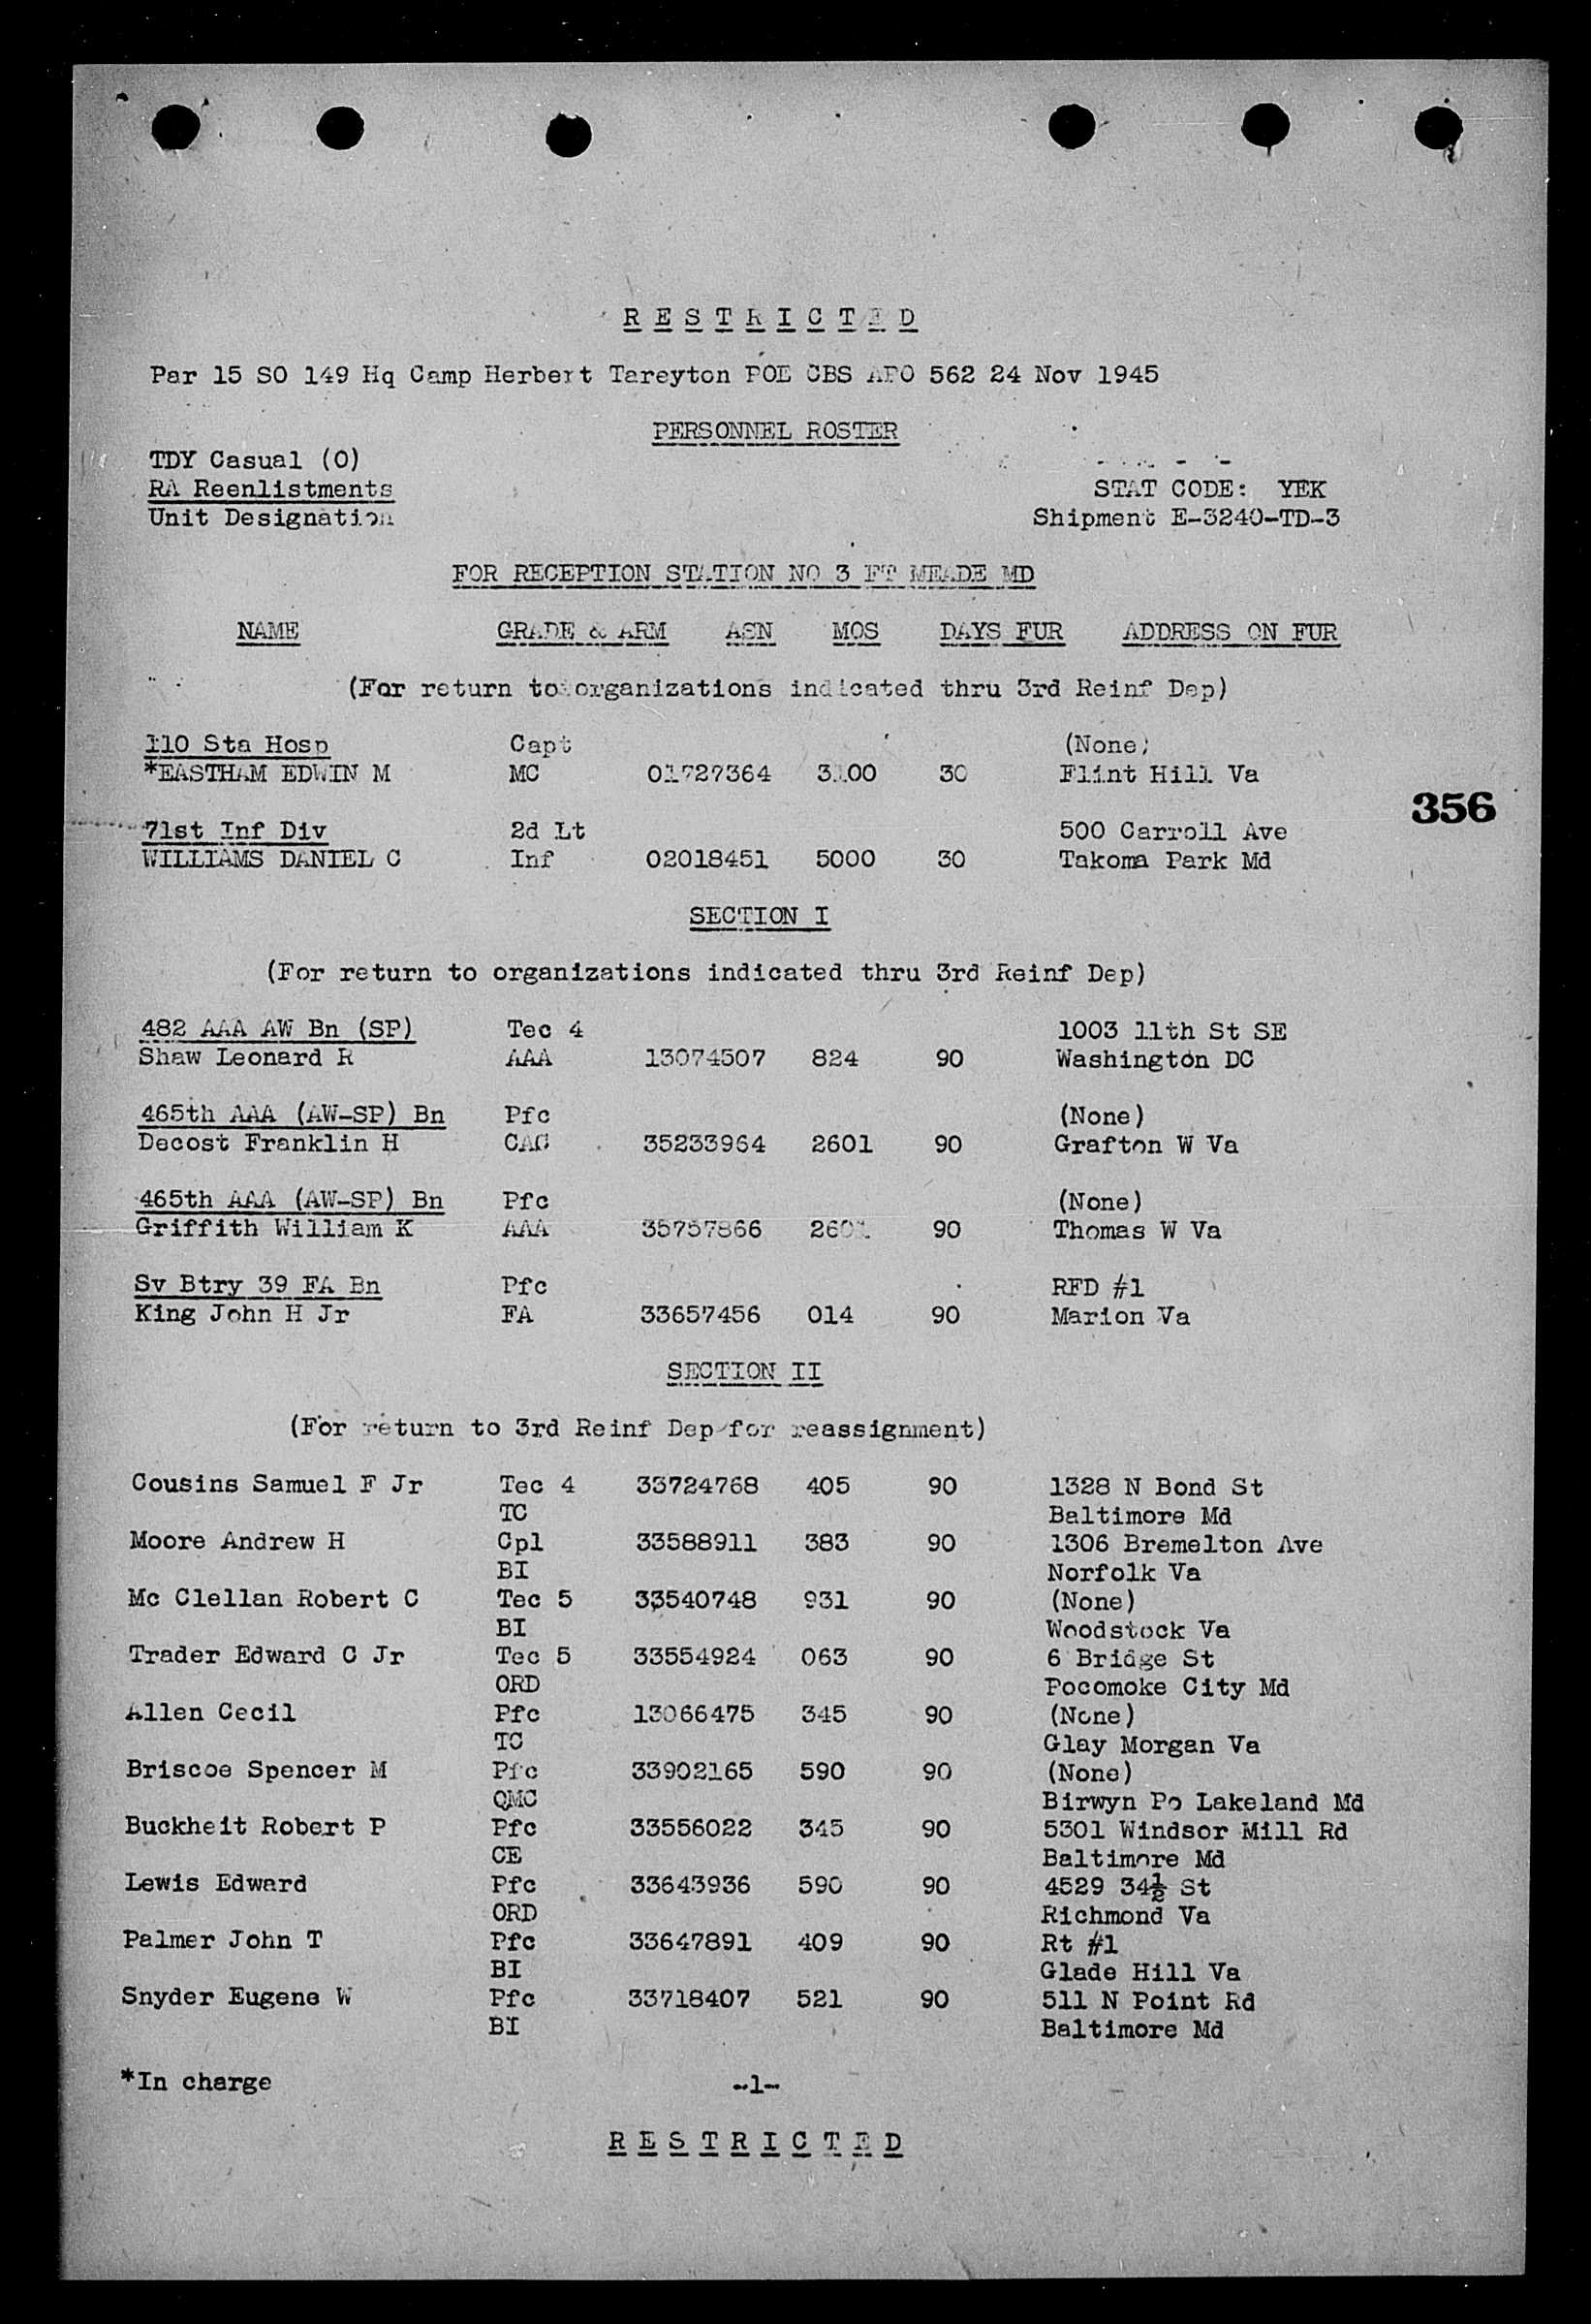 R E S T R I C T E D
Par 15 SO 149 Hq Camp Herbert Tareyton POE CBS APO 562 24 Nov 1945
PERSONNEL ROSTER
TDY Casual (O)
RA Reenlistments STAT CODE: YEK
Unit Designation Shipment E-3240-TD-3
FOR RECEPTION STATION NO 3 FT MEADE MD
NAME GRADE & ARM ASN MOS DAYS FUR ADDRESS ON FUR
(For return to organizations indicated thru 3rd Reinf Dep)
110 Sta Hosp Capt (None)
*EASTHAM EDWIN M MC 01727364 3100 30 Flint Hill Va
356
71st Inf Div 2d Lt 500 Carroll Ave
WILLIAMS DANIEL C Inf 02018451 5000 30 Takoma Park Md
SECTION I
(For return to organizations indicated thru 3rd Reinf Dep)
482 AAA AW Bn (SP) Tec 4 1003 11th St SE
Shaw Leonard R AAA 13074507 824 90 Washington DC
465th AAA (AW-SP) Bn Pfc (None)
Decost Franklin H CAC 35233964 2601 90 Grafton W Va
465th AAA (AW-SP) Bn Pfc (None)
Griffith William K AAA 35757866 2601 90 Thomas W Va
Sv Btry 39 FA Bn Pfc RFD #1
King John H Jr FA 33657456 014 90 Marion Va
SECTION II
(For return to 3rd Reinf Dep for reassignment)
Cousins Samuel F Jr Tec 4 33724768 405 90 1328 N Bond St
TC Baltimore Md
Moore Andrew H Cpl 33588911 383 90 1306 Bremelton Ave
BI Norfolk Va
Mc Clellan Robert C Tec 5 33540748 931 90 (None)
BI Woodstock Va
Trader Edward C Jr Tec 5 33554924 063 90 6 Bridge St
ORD Pocomoke City Md
Allen Cecil Pfc 13066475 345 90 (None)
TC Glay Morgan Va
Briscoe Spencer M Pfc 33902165 590 90 (None)
QMC Birwyn Po Lakeland Md
Buckheit Robert P Pfc 33556022 345 90 5301 Windsor Mill Rd
CE Baltimore Md
Lewis Edward Pfc 33643936 590 90 4529 34½ St
ORD Richmond Va
Palmer John T Pfc 33647891 409 90 Rt #1
BI Glade Hill Va
Snyder Eugene W Pfc 33718407 521 90 511 N Point Rd
BI Baltimore Md
*In charge -1-
R E S T R I C T E D